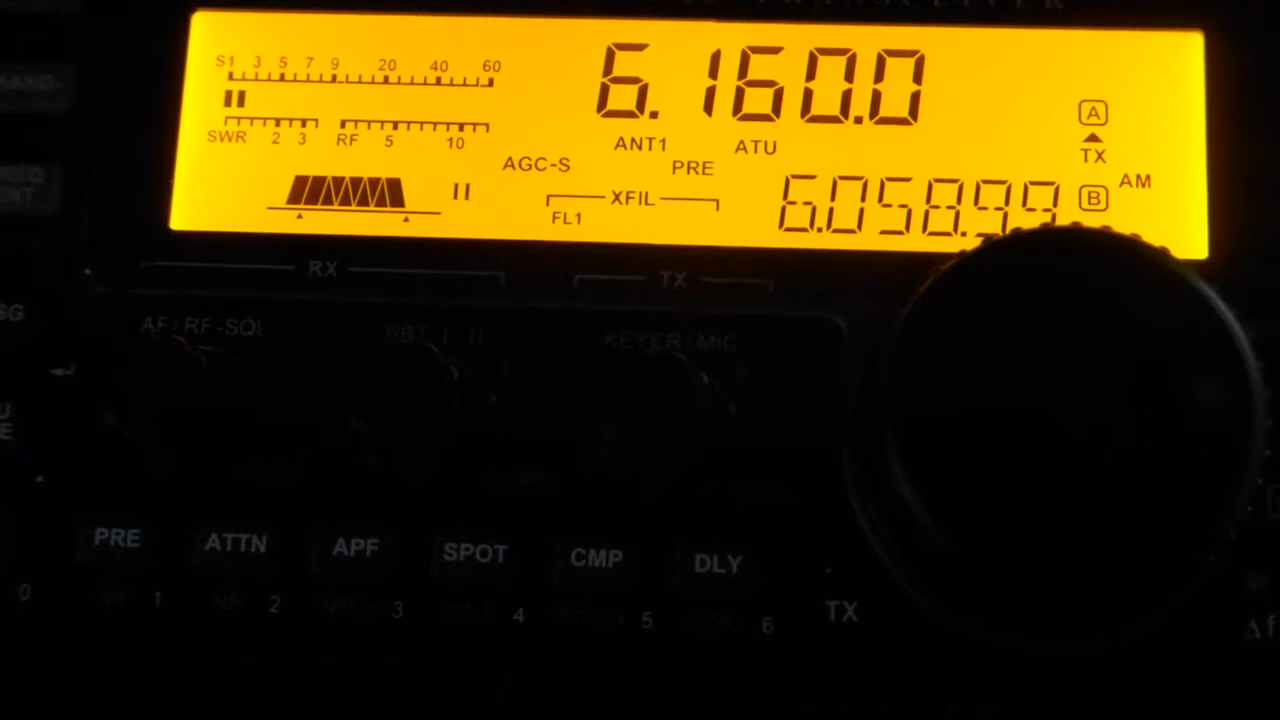 TRANSCEIVER
S1 3 5 7 9 20 40 60
6.160.0
SWR 2 3 RF 5 10
ANT1 ATU
A
TX
AGC-S PRE
AM
XFIL
FL1
6.058.99
B
RX TX
AF/RF-SQL
PBT I II
KEYER/MIC
PRE ATTN APF SPOT CMP DLY
0 1 2 3 4 5 6
TX